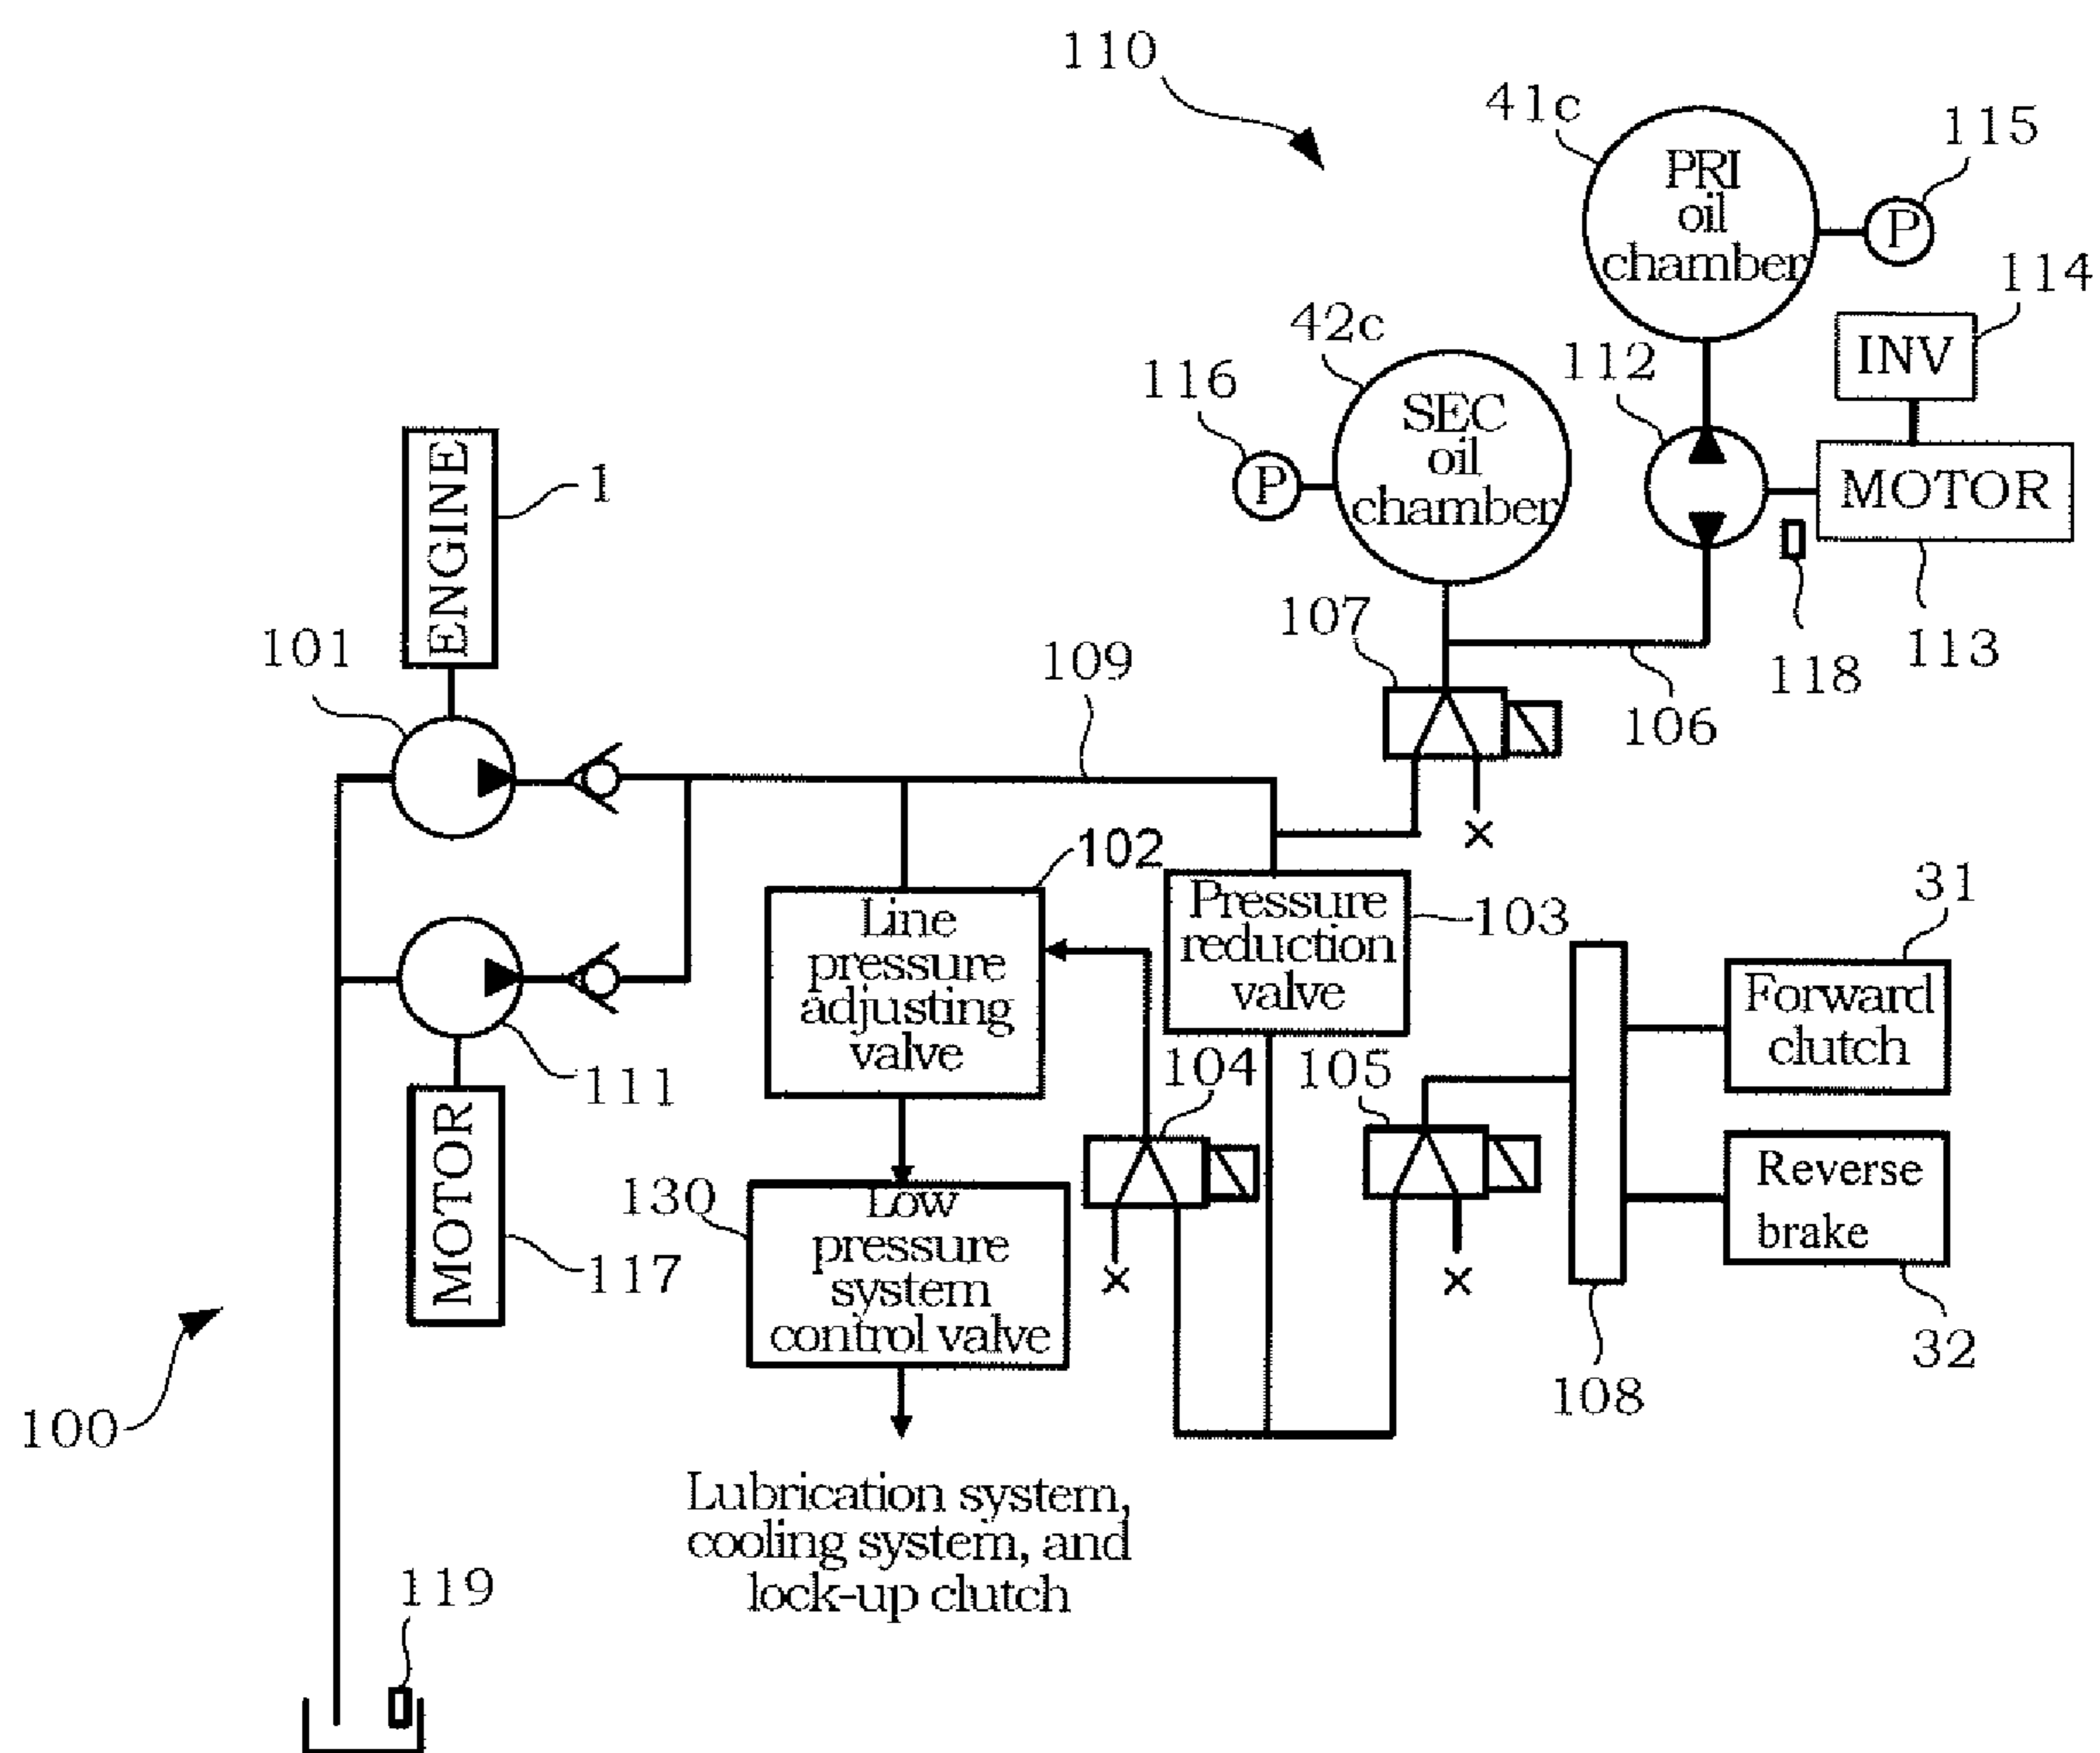 110
41c
115
PRI
oil
chamber
P
114
42c
112
INV
116
SEC
oil
chamber
P
MOTOR
ENGINE
1
107
118
113
101
109
106
102
Line
pressure
adjusting
valve
Pressure
reduction
valve
103
31
Forward
clutch
111
104
105
MOTOR
130
Low
pressure
system
control valve
Reverse
brake
117
32
108
100
Lubrication system,
cooling system, and
lock-up clutch
119